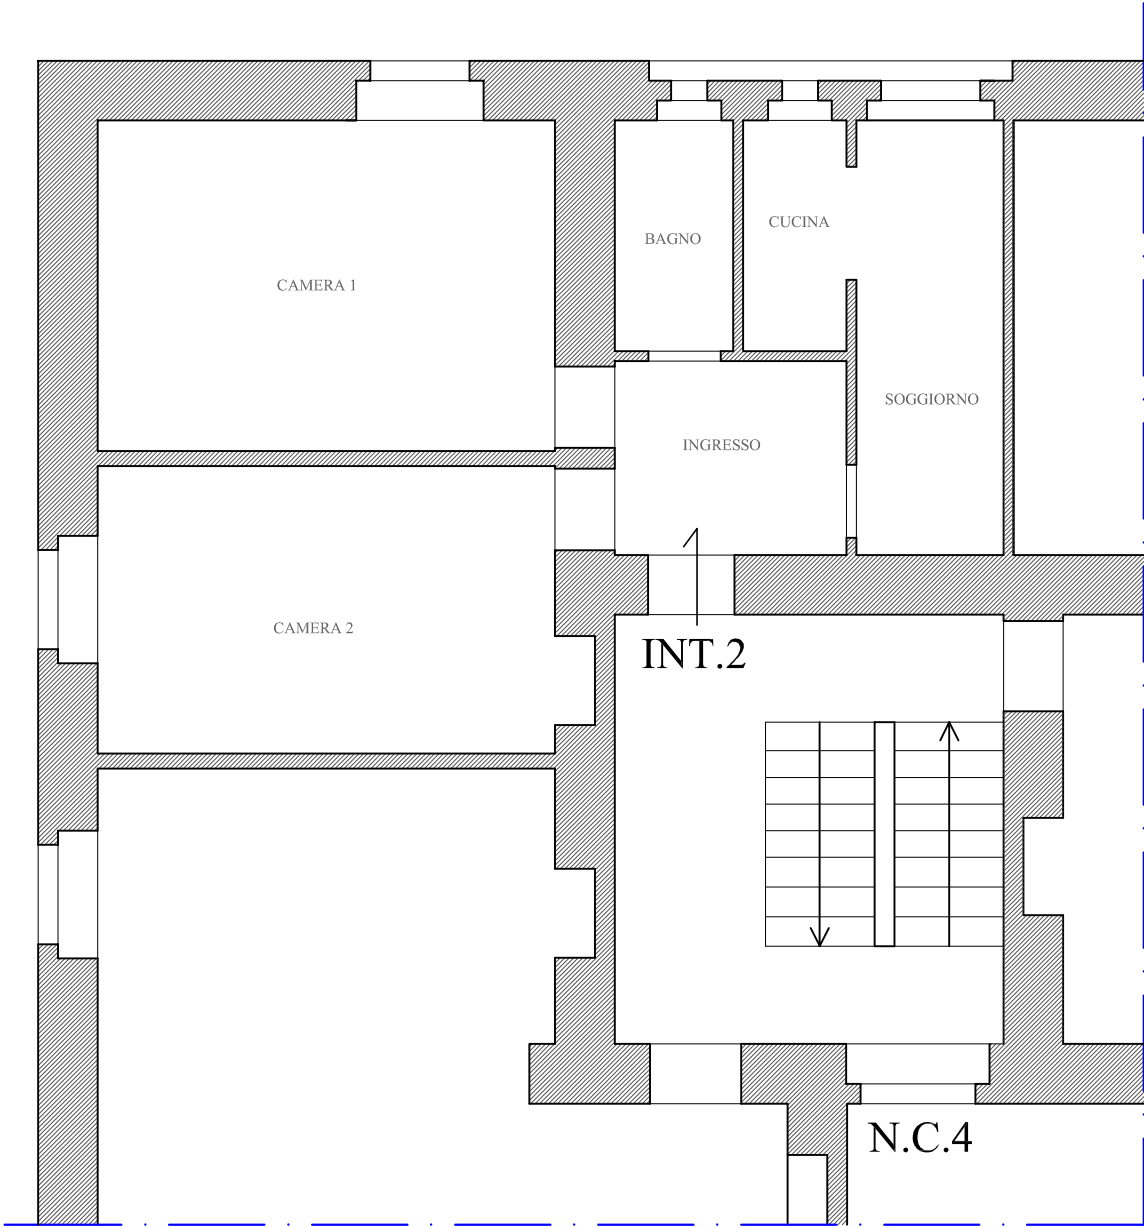 CUCINA
BAGNO
CAMERA 1
SOGGIORNO
INGRESSO
CAMERA 2
INT.2
N.C.4